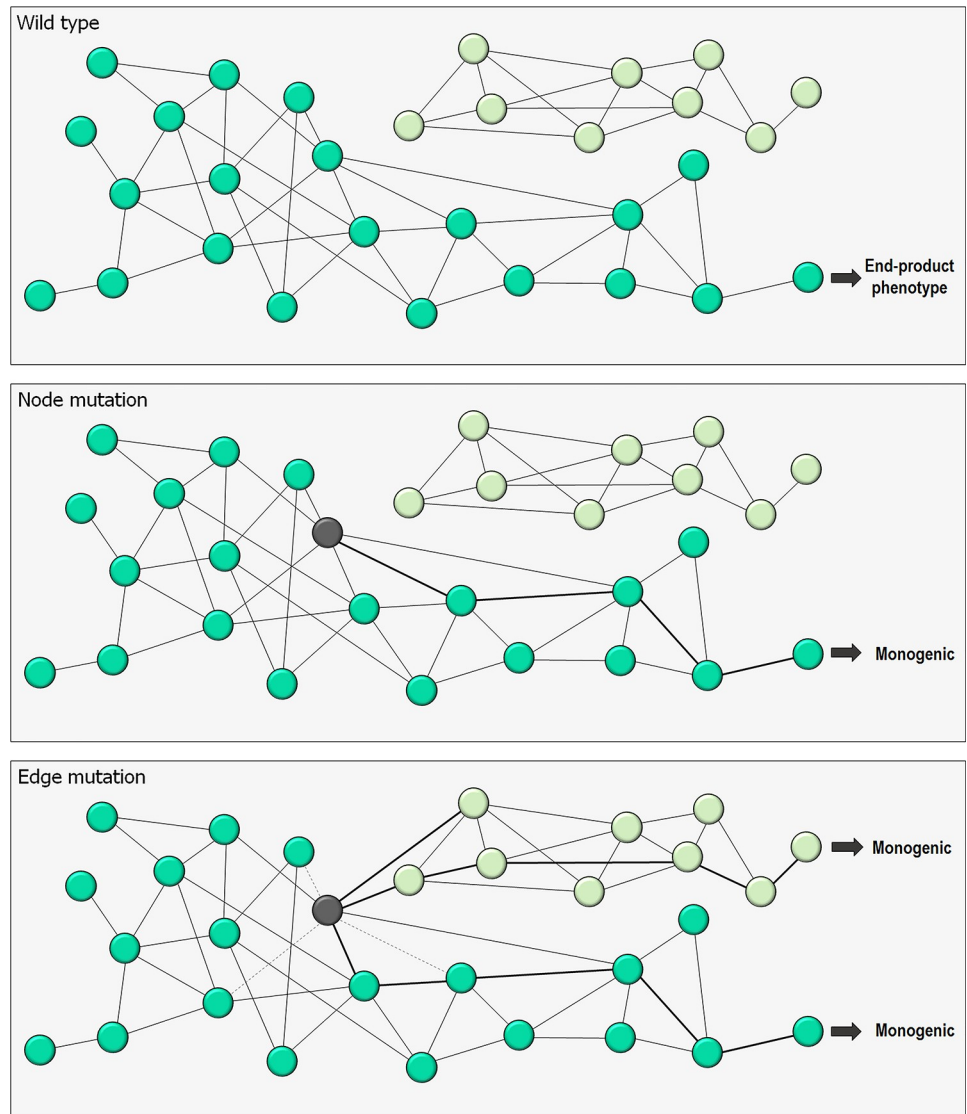 Wild type
End-product
phenotype
Node mutation
Monogenic
Edge mutation
Monogenic
Monogenic